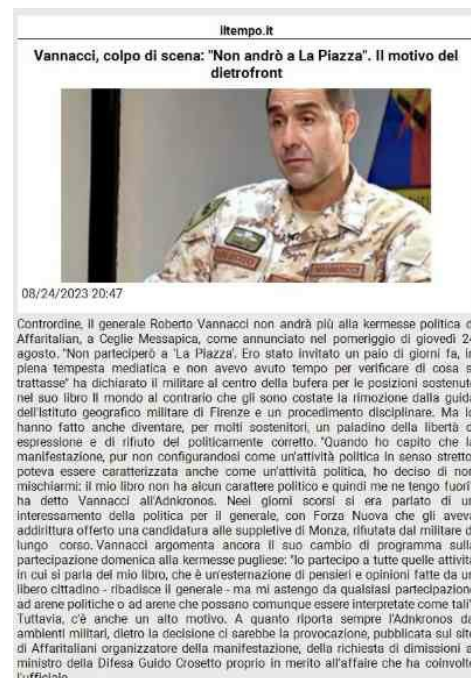 iltempo.it
Vannacci, colpo di scena: "Non andrò a La Piazza". Il motivo del
dietrofront
VANNACCI
08/24/2023 20:47
Contrordine, il generale Roberto Vannacci non andrà più alla kermesse politica d
Affaritalian, a Ceglie Messapica, come annunciato nel pomeriggio di giovedì 24
agosto. "Non parteciperò a 'La Piazza'. Ero stato invitato un paio di giorni fa, in
piena tempesta mediatica e non avevo avuto tempo per verificare di cosa s
trattasse" ha dichiarato il militare al centro della bufera per le posizioni sostenut
nel suo libro Il mondo al contrario che gli sono costate la rimozione dalla guida
dell'Istituto geografico militare di Firenze e un procedimento disciplinare. Ma lo
hanno fatto anche diventare, per molti sostenitori, un paladino della libertà d
espressione e di rifiuto del politicamente corretto. "Quando ho capito che la
manifestazione, pur non configurandosi come un'attività politica in senso stretto
poteva essere caratterizzata anche come un'attività politica, ho deciso di non
mischiarmi: il mio libro non ha alcun carattere politico e quindi me ne tengo fuori"
ha detto Vannacci all'Adnkronos. Neei giorni scorsi si era parlato di un
interessamento della politica per il generale, con Forza Nuova che gli aveva
addirittura offerto una candidatura alle suppletive di Monza, rifiutata dal militare d
lungo corso. Vannacci argomenta ancora il suo cambio di programma sulla
partecipazione domenica alla kermesse pugliese: "Io partecipo a tutte quelle attività
in cui si parla del mio libro, che è un'esternazione di pensieri e opinioni fatte da un
libero cittadino - ribadisce il generale - ma mi astengo da qualsiasi partecipazione
ad arene politiche o ad arene che possano comunque essere interpretate come tali"
Tuttavia, c'è anche un alto motivo. A quanto riporta sempre l'Adnkronos da
ambienti militari, dietro la decisione ci sarebbe la provocazione, pubblicata sul sito
di Affaritaliani organizzatore della manifestazione, della richiesta di dimissioni a
ministro della Difesa Guido Crosetto proprio in merito all'affaire che ha coinvolto
l'ufficiale